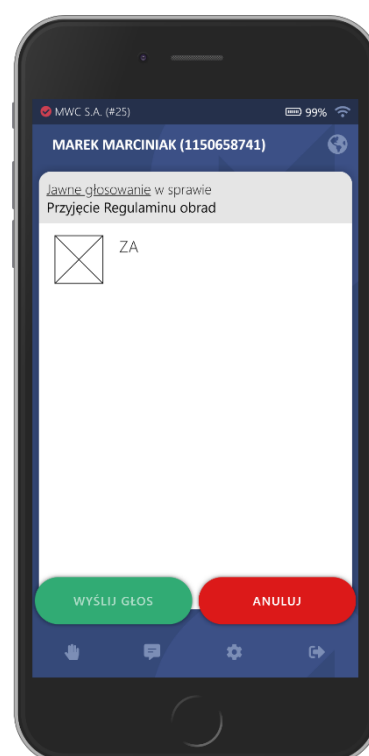 MWC S.A. (#25) 99%
MAREK MARCINIAK (1150658741)
Jawne głosowanie w sprawie
Przyjęcie Regulaminu obrad
ZA
WYŚLIJ GŁOS ANULUJ